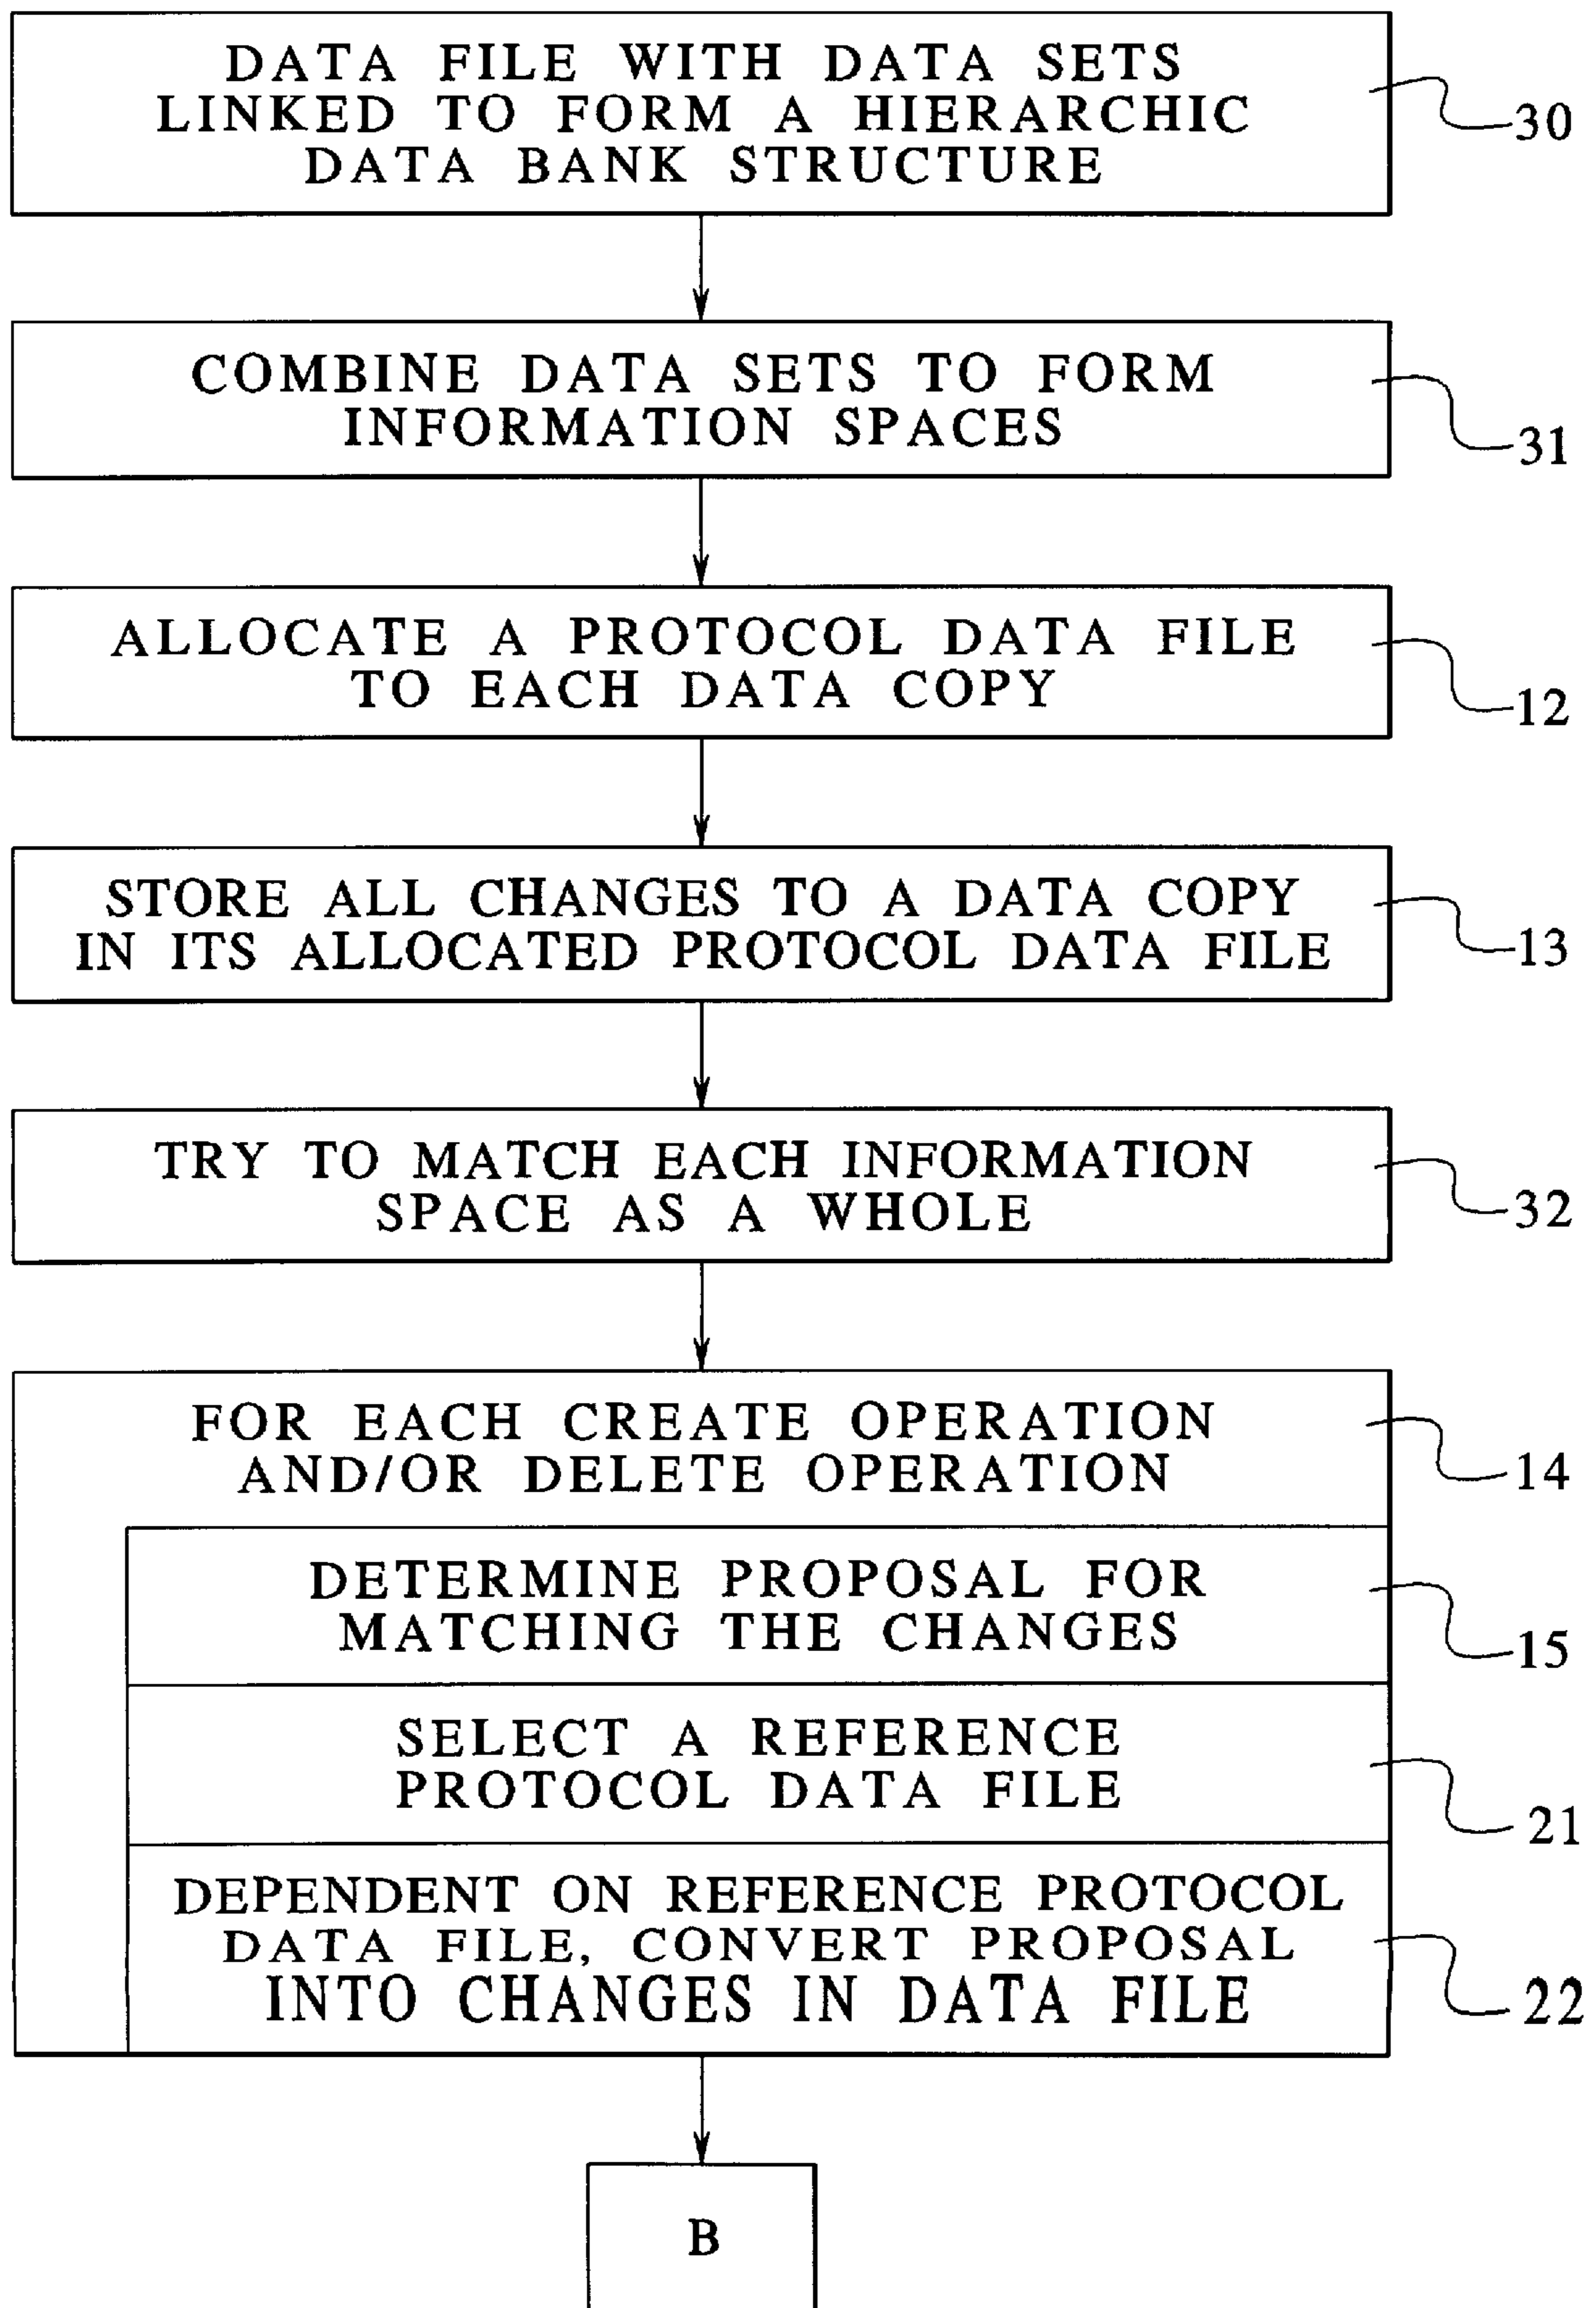 DATA FILE WITH DATA SETS
LINKED TO FORM A HIERARCHIC
DATA BANK STRUCTURE
30
COMBINE DATA SETS TO FORM
INFORMATION SPACES
31
ALLOCATE A PROTOCOL DATA FILE
TO EACH DATA COPY
12
STORE ALL CHANGES TO A DATA COPY
IN ITS ALLOCATED PROTOCOL DATA FILE
13
TRY TO MATCH EACH INFORMATION
SPACE AS A WHOLE
32
FOR EACH CREATE OPERATION
AND/OR DELETE OPERATION
14
DETERMINE PROPOSAL FOR
MATCHING THE CHANGES
15
SELECT A REFERENCE
PROTOCOL DATA FILE
21
DEPENDENT ON REFERENCE PROTOCOL
DATA FILE, CONVERT PROPOSAL
INTO CHANGES IN DATA FILE
22
B